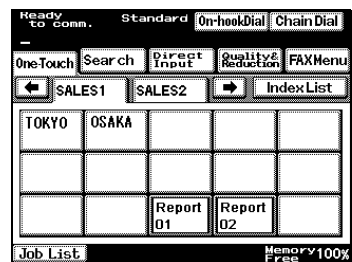 Ready
to comm.
Standard
On-hookDial
Chain Dial
One-Touch
Search
Direct
Input
Quality&
Reduction
FAXMenu
SALES1
SALES2
IndexList
TOKYO
OSAKA
Report
01
Report
02
Job List
Memory
Free
100%